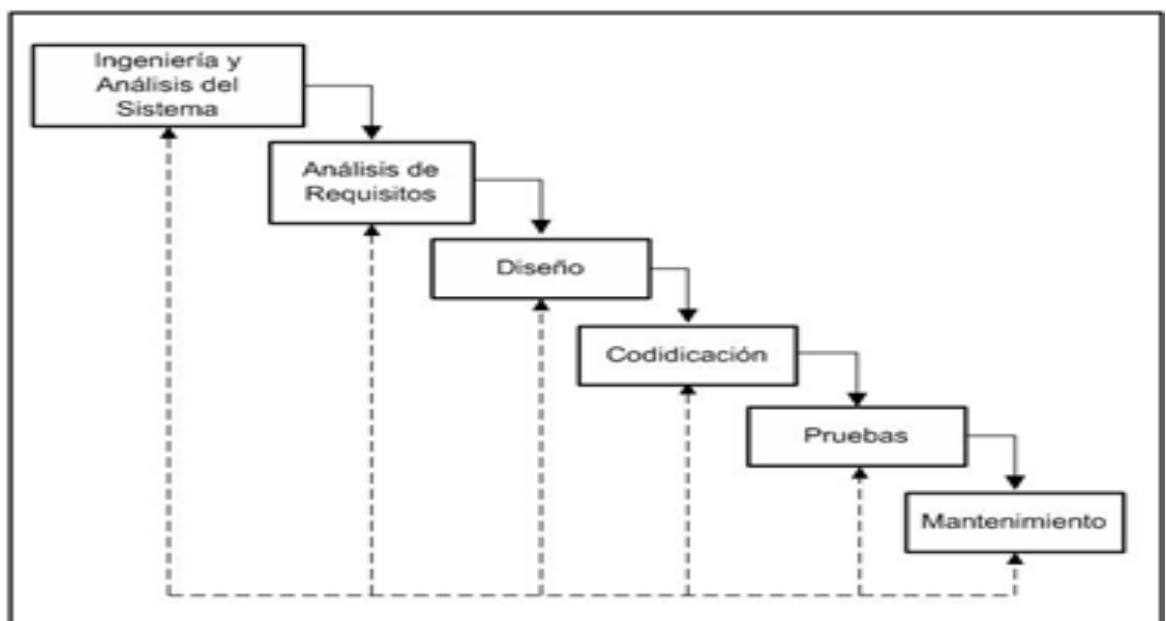 Ingeniería y
Análisis del
Sistema
Análisis de
Requisitos
Diseño
Codidicación
Pruebas
Mantenimiento